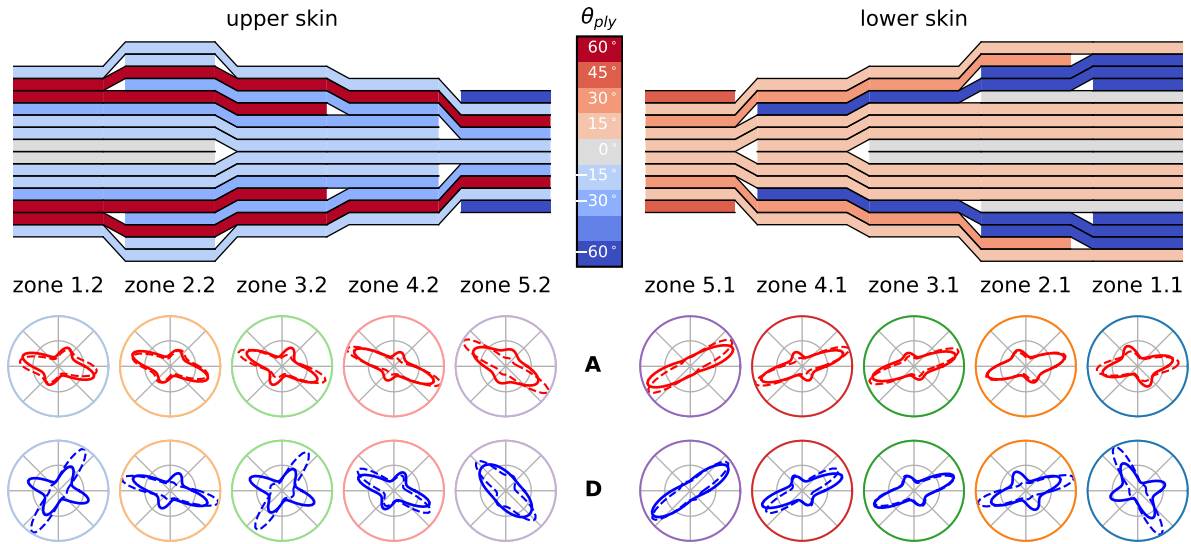 upper skin
θply
lower skin
60°
45°
30°
15°
0°
−15°
−30°
−60°
zone 1.2 zone 2.2 zone 3.2 zone 4.2 zone 5.2
zone 5.1 zone 4.1 zone 3.1 zone 2.1 zone 1.1
A
D